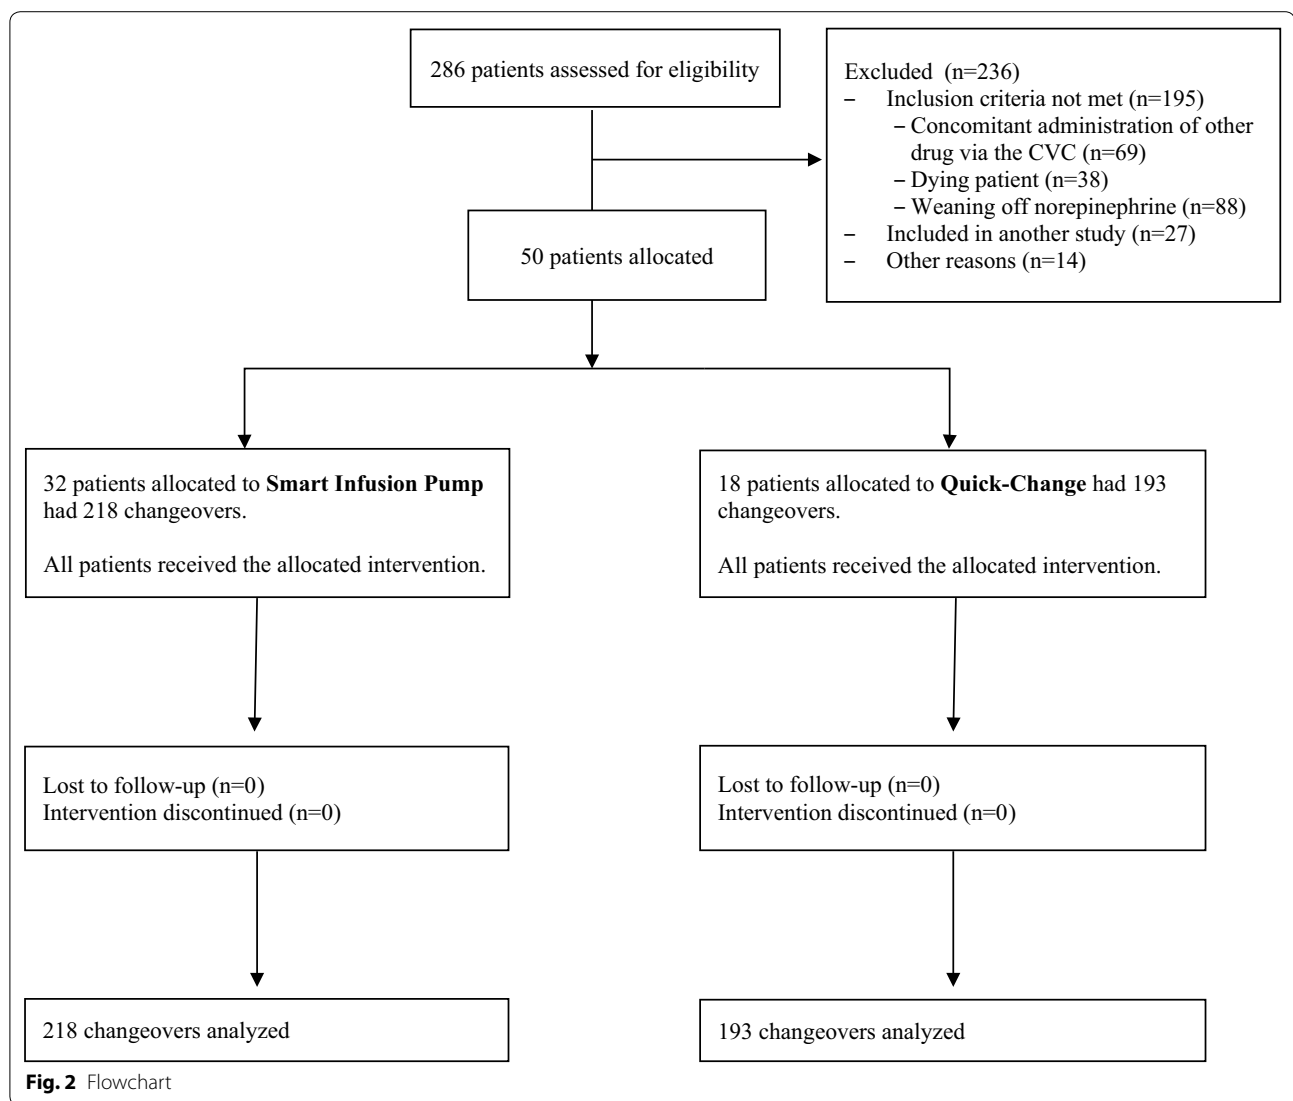 286 patients assessed for eligibility
Excluded (n=236)
– Inclusion criteria not met (n=195)
– Concomitant administration of other
drug via the CVC (n=69)
– Dying patient (n=38)
– Weaning off norepinephrine (n=88)
– Included in another study (n=27)
– Other reasons (n=14)
50 patients allocated
32 patients allocated to Smart Infusion Pump
had 218 changeovers.
All patients received the allocated intervention.
18 patients allocated to Quick-Change had 193
changeovers.
All patients received the allocated intervention.
Lost to follow-up (n=0)
Intervention discontinued (n=0)
Lost to follow-up (n=0)
Intervention discontinued (n=0)
218 changeovers analyzed
193 changeovers analyzed
Fig. 2 Flowchart